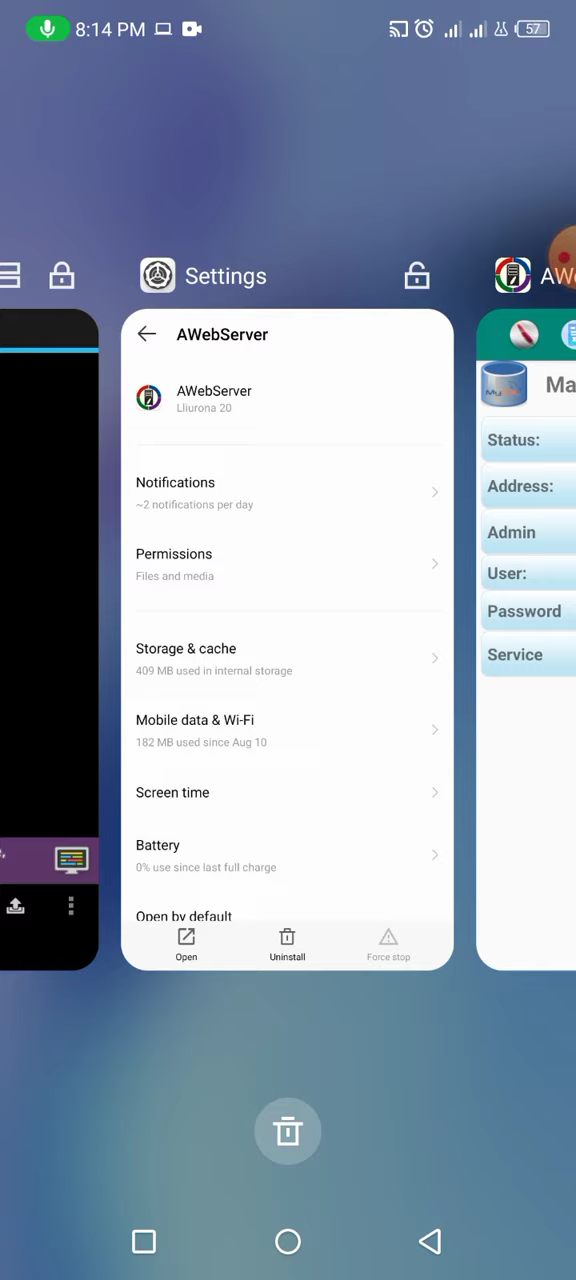 8:14 PM
57
Settings
AWe
AWebServer
AWebServer
Lliurona 20
Notifications
~2 notifications per day
Permissions
Files and media
Storage & cache
409 MB used in internal storage
Mobile data & Wi-Fi
182 MB used since Aug 10
Screen time
Battery
0% use since last full charge
Open by default
Open
Uninstall
Force stop
Ma
Status:
Address:
Admin
User:
Password
Service